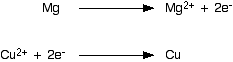 Mg ⟶ Mg²⁺ + 2e⁻
Cu²⁺ + 2e⁻ ⟶ Cu